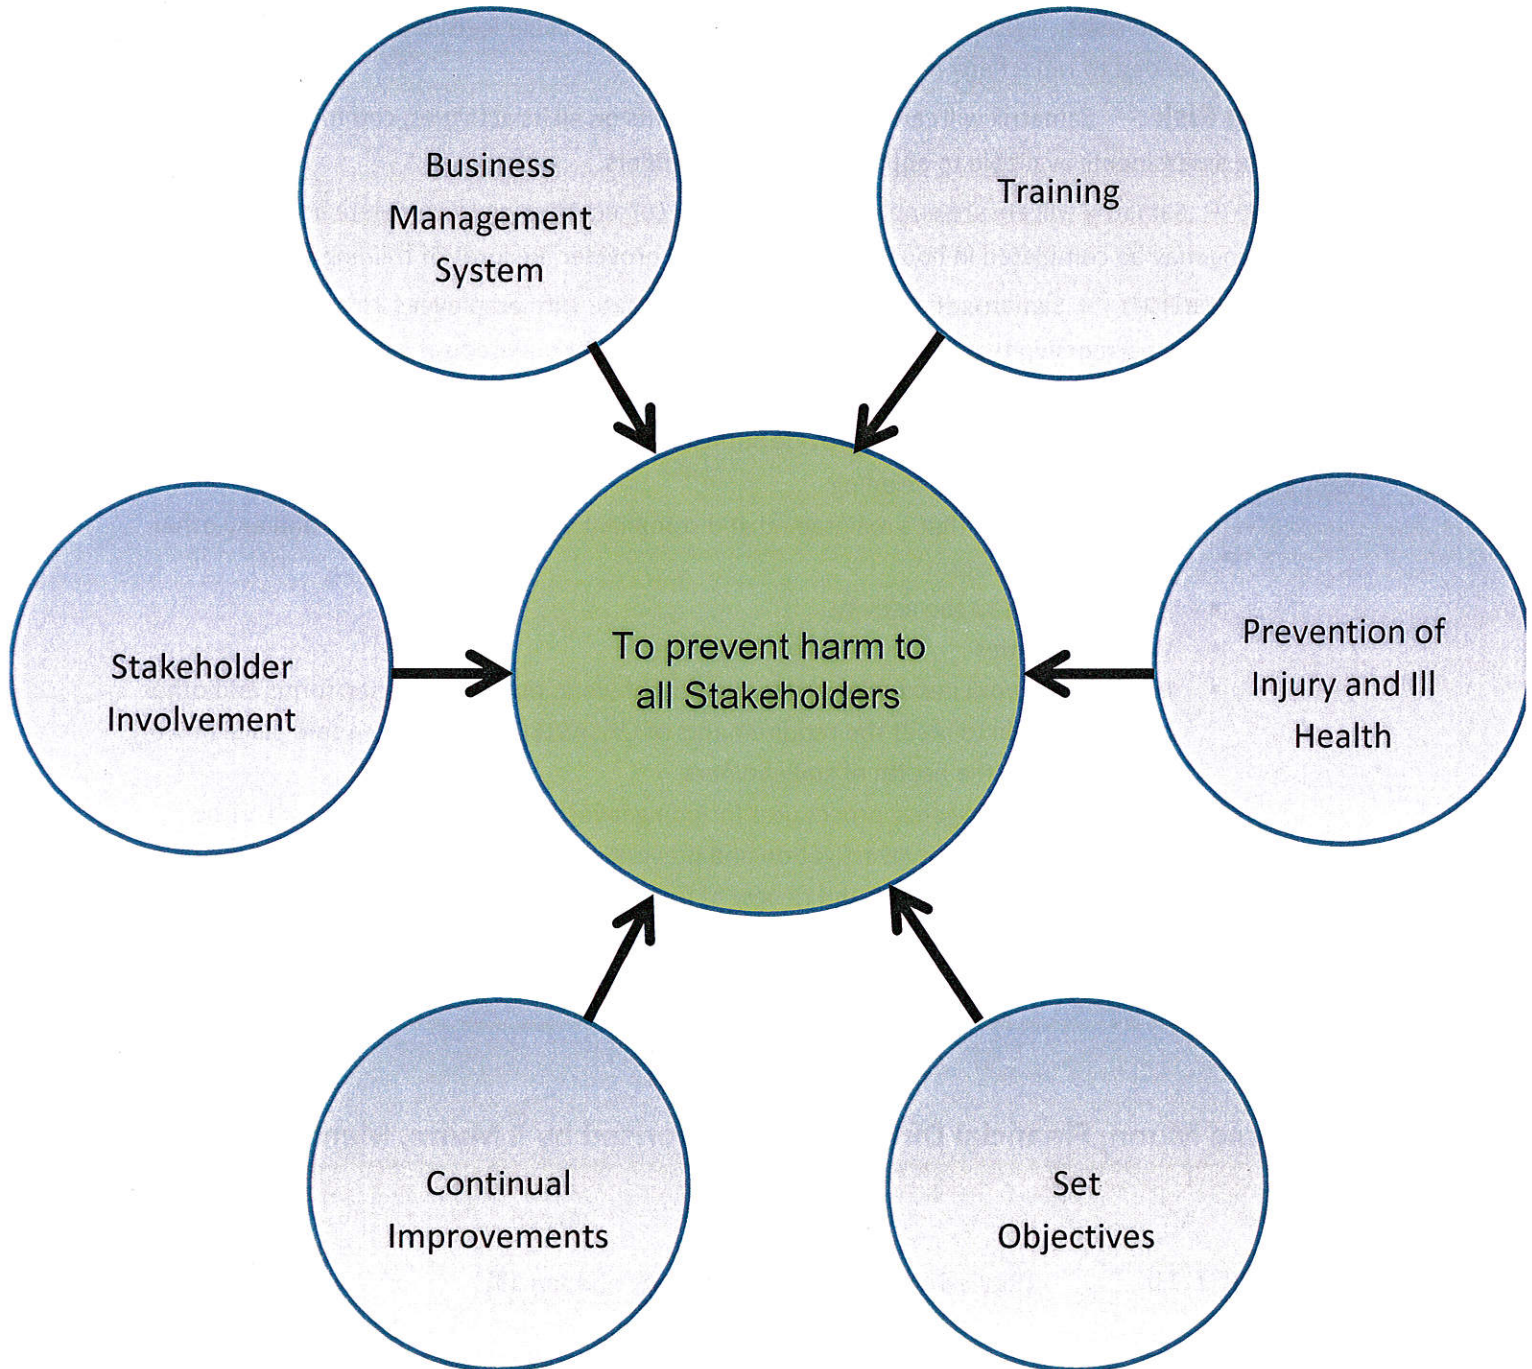 Business
Management
System
Training
Stakeholder
Involvement
To prevent harm to
all Stakeholders
Prevention of
Injury and Ill
Health
Continual
Improvements
Set
Objectives